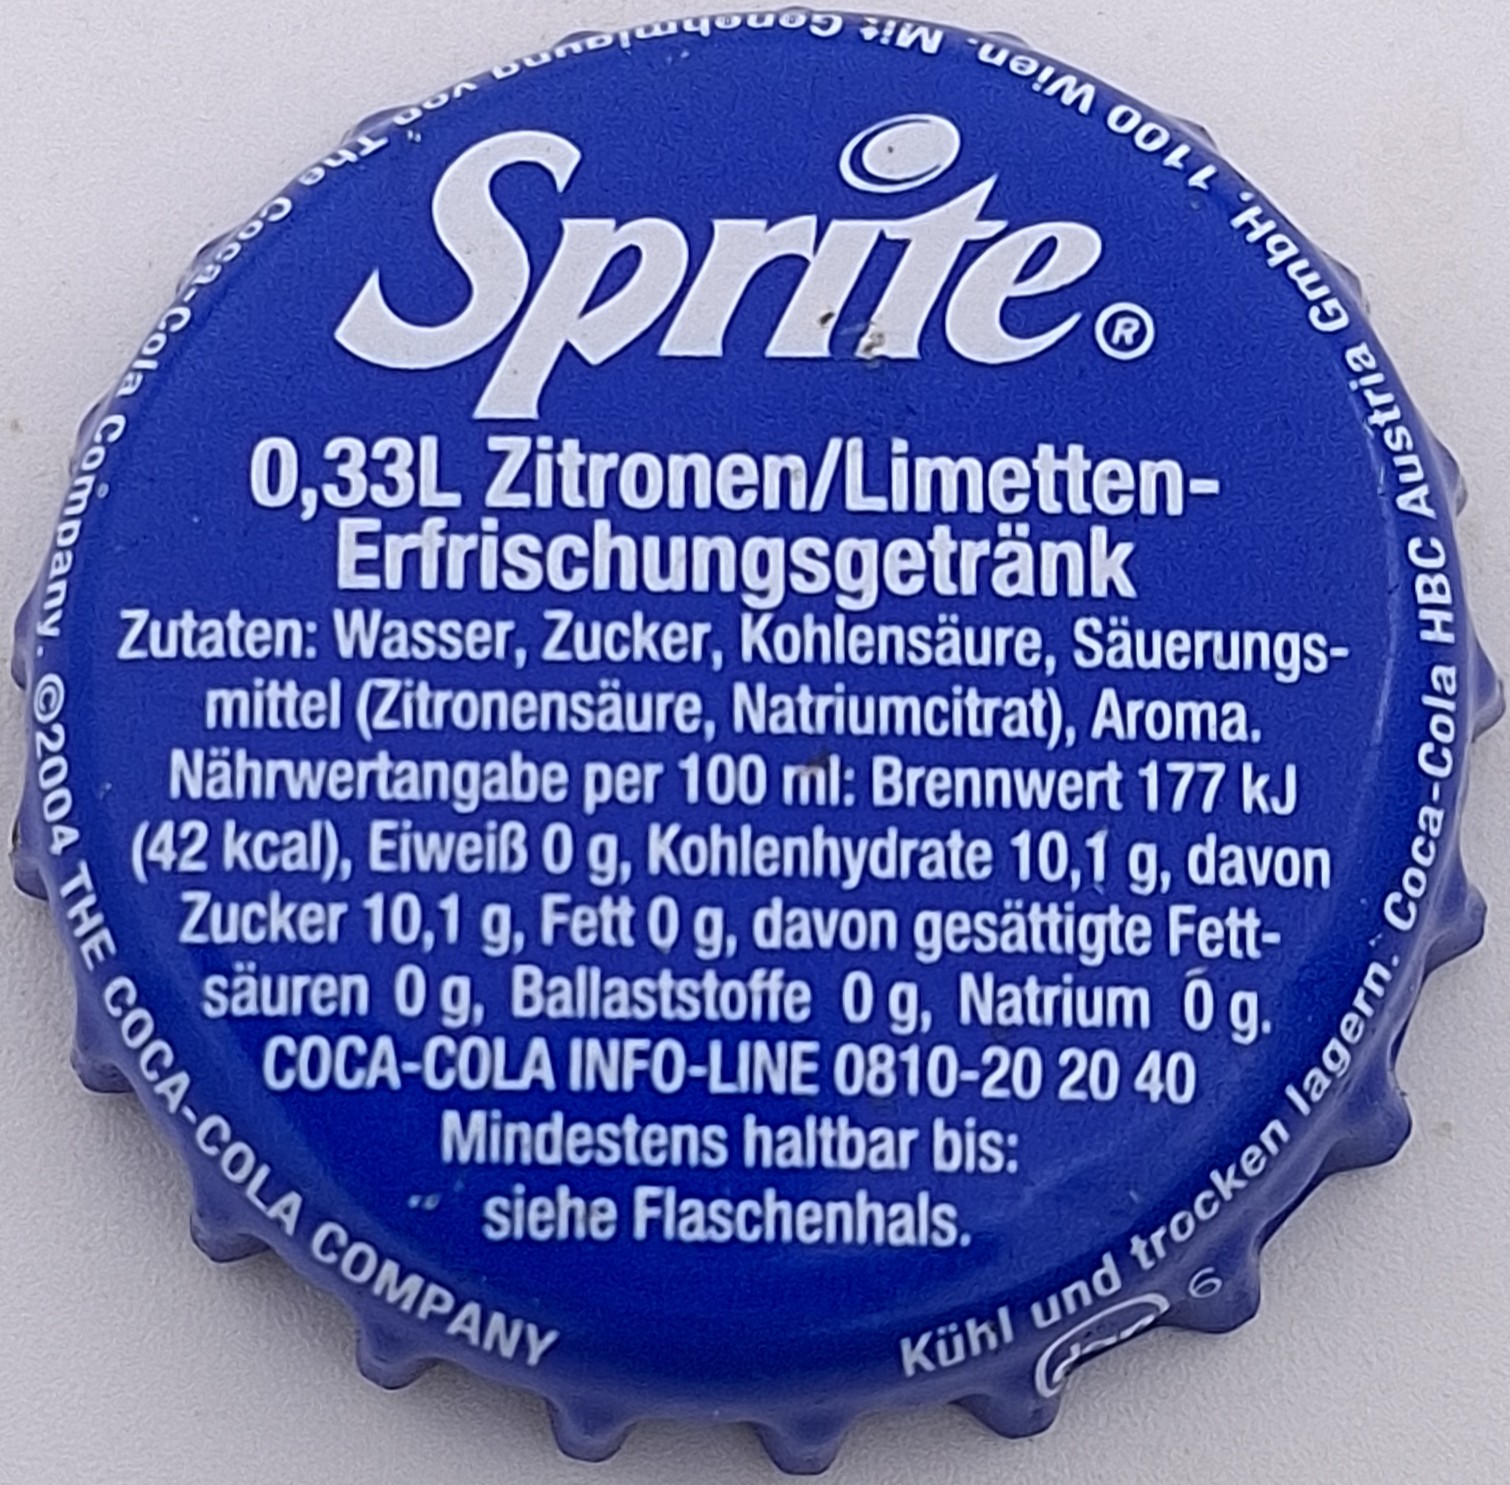 Sprite®
0,33L Zitronen/Limetten-
Erfrischungsgetränk
Zutaten: Wasser, Zucker, Kohlensäure, Säuerungs-
mittel (Zitronensäure, Natriumcitrat), Aroma.
Nährwertangabe per 100 ml: Brennwert 177 kJ
(42 kcal), Eiweiß 0 g, Kohlenhydrate 10,1 g, davon
Zucker 10,1 g, Fett 0 g, davon gesättigte Fett-
säuren 0 g, Ballaststoffe 0 g, Natrium 0 g.
COCA-COLA INFO-LINE 0810-20 20 40
Mindestens haltbar bis:
siehe Flaschenhals.
Kühl und trocken lagern. Coca-Cola HBC Austria GmbH, 1100 Wien. Mit Genehmigung von The Coca-Cola Company. ©2004 THE COCA-COLA COMPANY